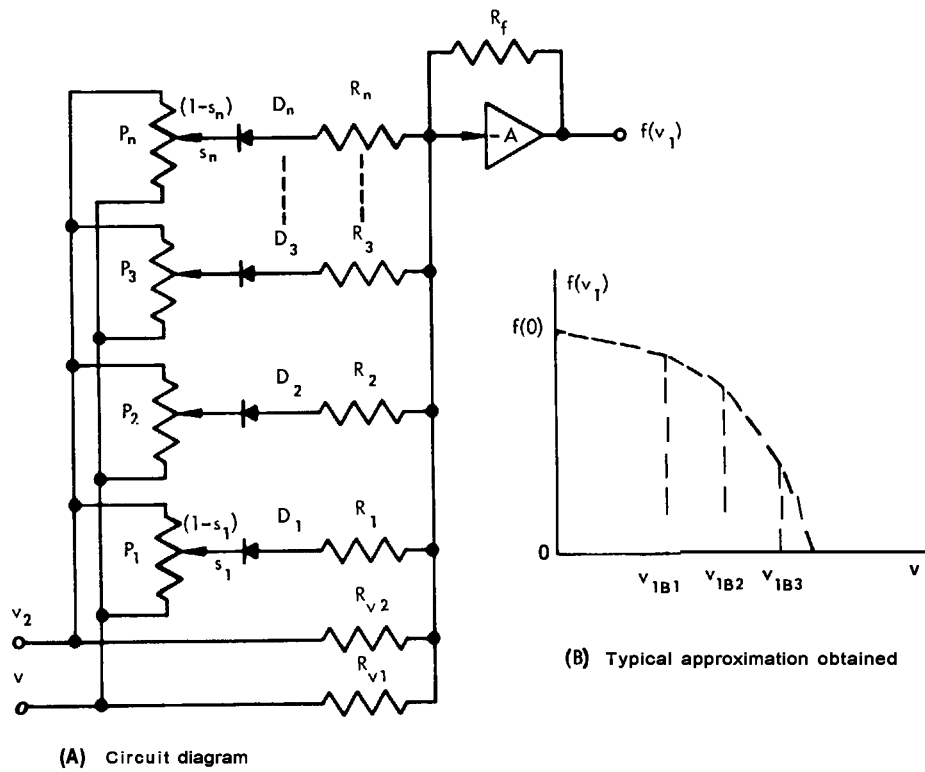 R_f
(1-s_n) D_n R_n
P_n s_n -A f(v_1)
D_3 R_3
P_3
D_2 R_2
P_2
(1-s_1) D_1 R_1
P_1 s_1
v_2 R_v2
v R_v1
(A) Circuit diagram
f(v_1)
f(0)
0
v_1B1 v_1B2 v_1B3 v
(B) Typical approximation obtained